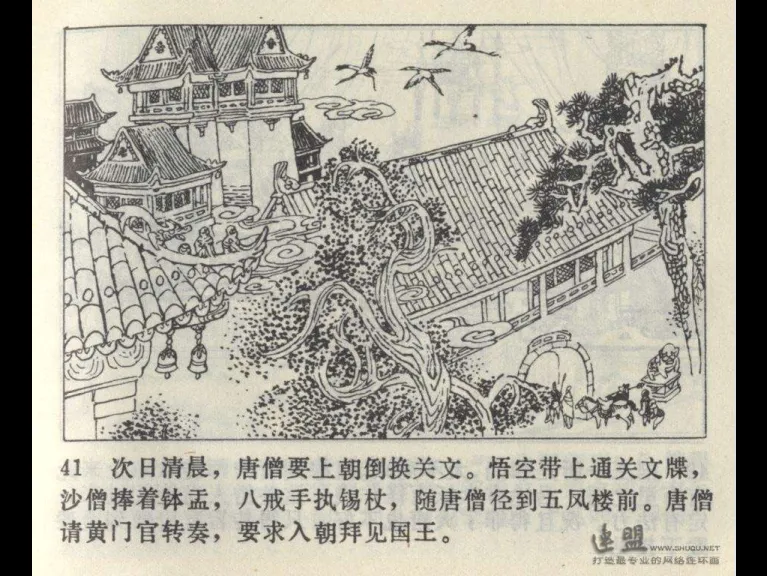 41 次日清晨，唐僧要上朝倒换关文。悟空带上通关文牒，
沙僧捧着钵盂，八戒手执锡杖，随唐僧径到五凤楼前。唐僧
请黄门官转奏，要求入朝拜见国王。
连盟 WWW.SHUQU.NET
打造最专业的网络连环画